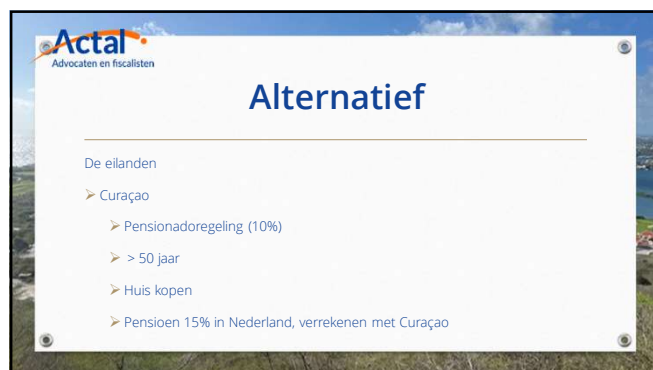 Actal
Advocaten en fiscalisten
Alternatief
De eilanden
➢ Curaçao
➢ Pensionadoregeling (10%)
➢ > 50 jaar
➢ Huis kopen
➢ Pensioen 15% in Nederland, verrekenen met Curaçao